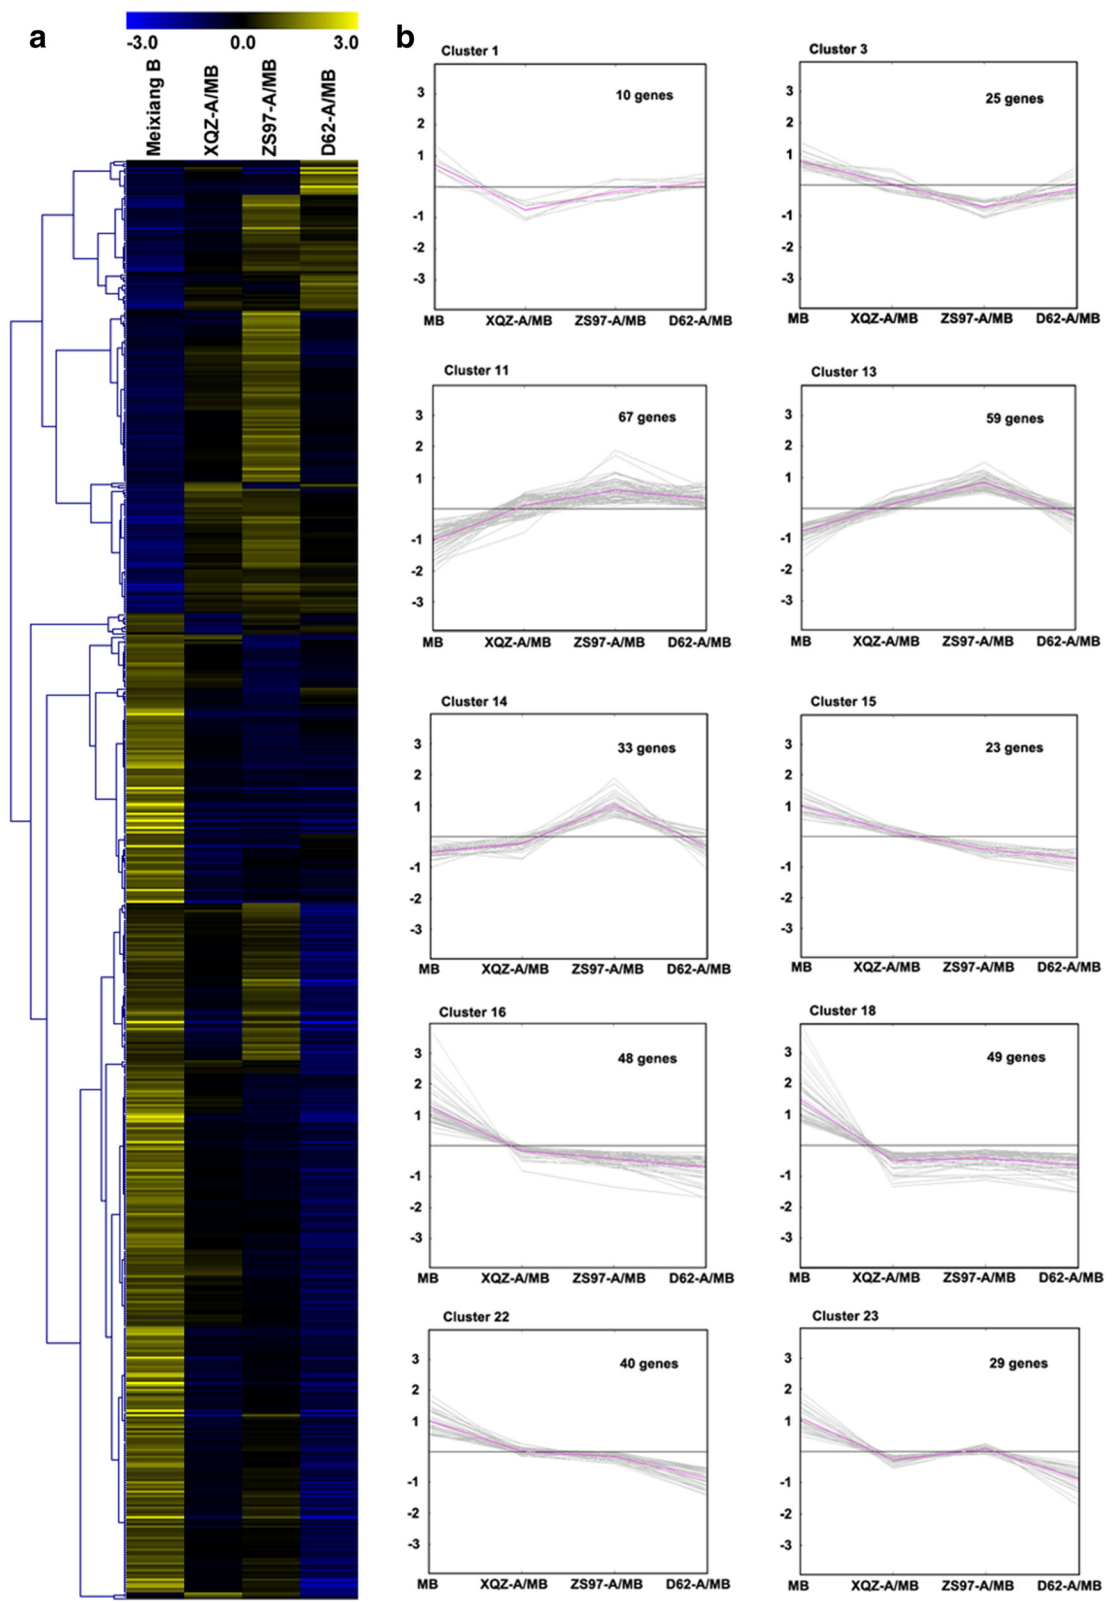 a
-3.0 0.0 3.0
Meixiang B
XQZ-A/MB
ZS97-A/MB
D62-A/MB
b
Cluster 1
10 genes
3
2
1
-1
-2
-3
MB XQZ-A/MB ZS97-A/MB D62-A/MB
Cluster 3
25 genes
3
2
1
-1
-2
-3
MB XQZ-A/MB ZS97-A/MB D62-A/MB
Cluster 11
67 genes
3
2
1
-1
-2
-3
MB XQZ-A/MB ZS97-A/MB D62-A/MB
Cluster 13
59 genes
3
2
1
-1
-2
-3
MB XQZ-A/MB ZS97-A/MB D62-A/MB
Cluster 14
33 genes
3
2
1
-1
-2
-3
MB XQZ-A/MB ZS97-A/MB D62-A/MB
Cluster 15
23 genes
3
2
1
-1
-2
-3
MB XQZ-A/MB ZS97-A/MB D62-A/MB
Cluster 16
48 genes
3
2
1
-1
-2
-3
MB XQZ-A/MB ZS97-A/MB D62-A/MB
Cluster 18
49 genes
3
2
1
-1
-2
-3
MB XQZ-A/MB ZS97-A/MB D62-A/MB
Cluster 22
40 genes
3
2
1
-1
-2
-3
MB XQZ-A/MB ZS97-A/MB D62-A/MB
Cluster 23
29 genes
3
2
1
-1
-2
-3
MB XQZ-A/MB ZS97-A/MB D62-A/MB